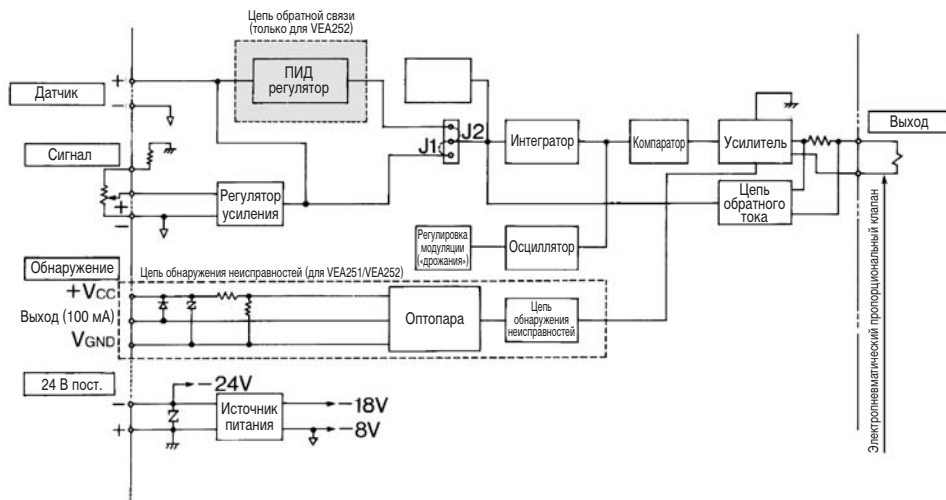 Цепь обратной связи
(только для VEA252)
ПИД
регулятор
+
Датчик
−
J2
J1
Интегратор
Компаратор
Усилитель
Выход
Сигнал
+
−
Регулятор
усиления
Цепь
обратного
тока
Регулировка
модуляции
(«дрожания»)
Осциллятор
Обнаружение
Цепь обнаружения неисправностей (для VEA251/VEA252)
+VCC
Выход (100 мА)
VGND
Оптопара
Цепь
обнаружения
неисправностей
Электропневматический пропорциональный клапан
24 В пост.
−24V
−
+
Источник
питания
−18V
−8V